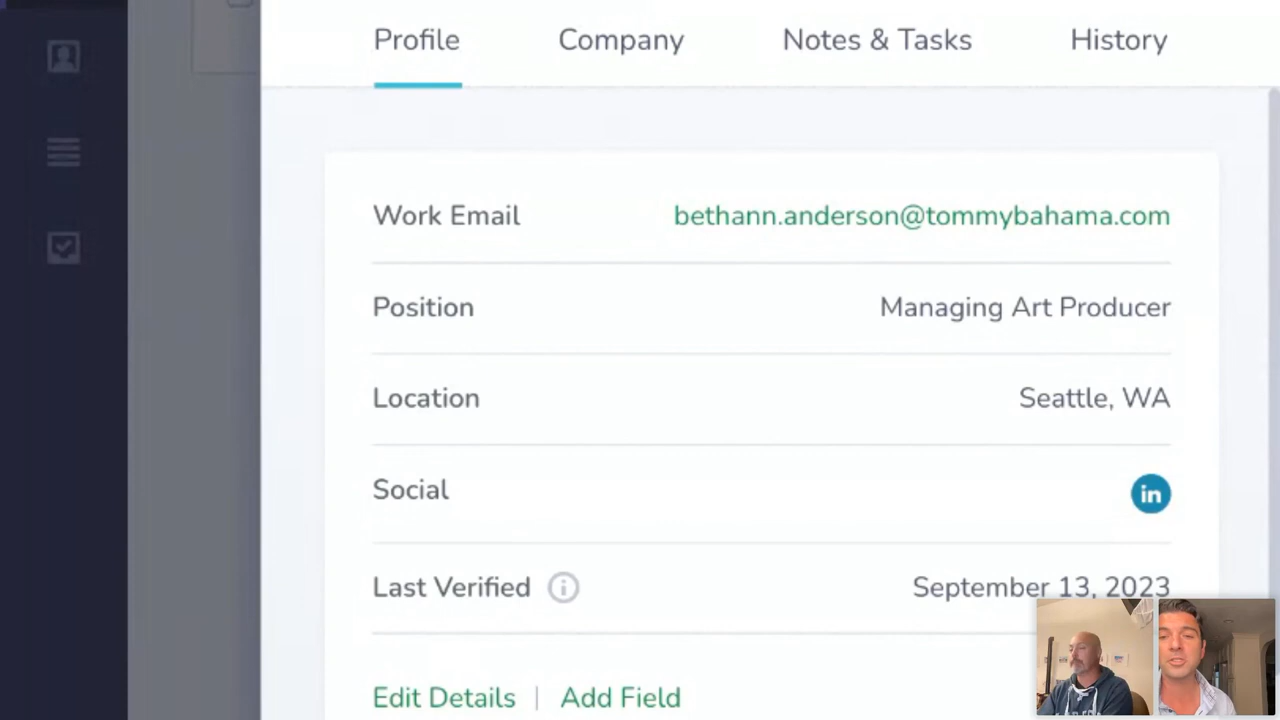 Profile Company Notes & Tasks History
Work Email bethann.anderson@tommybahama.com
Position Managing Art Producer
Location Seattle, WA
Social in
Last Verified September 13, 2023
Edit Details | Add Field